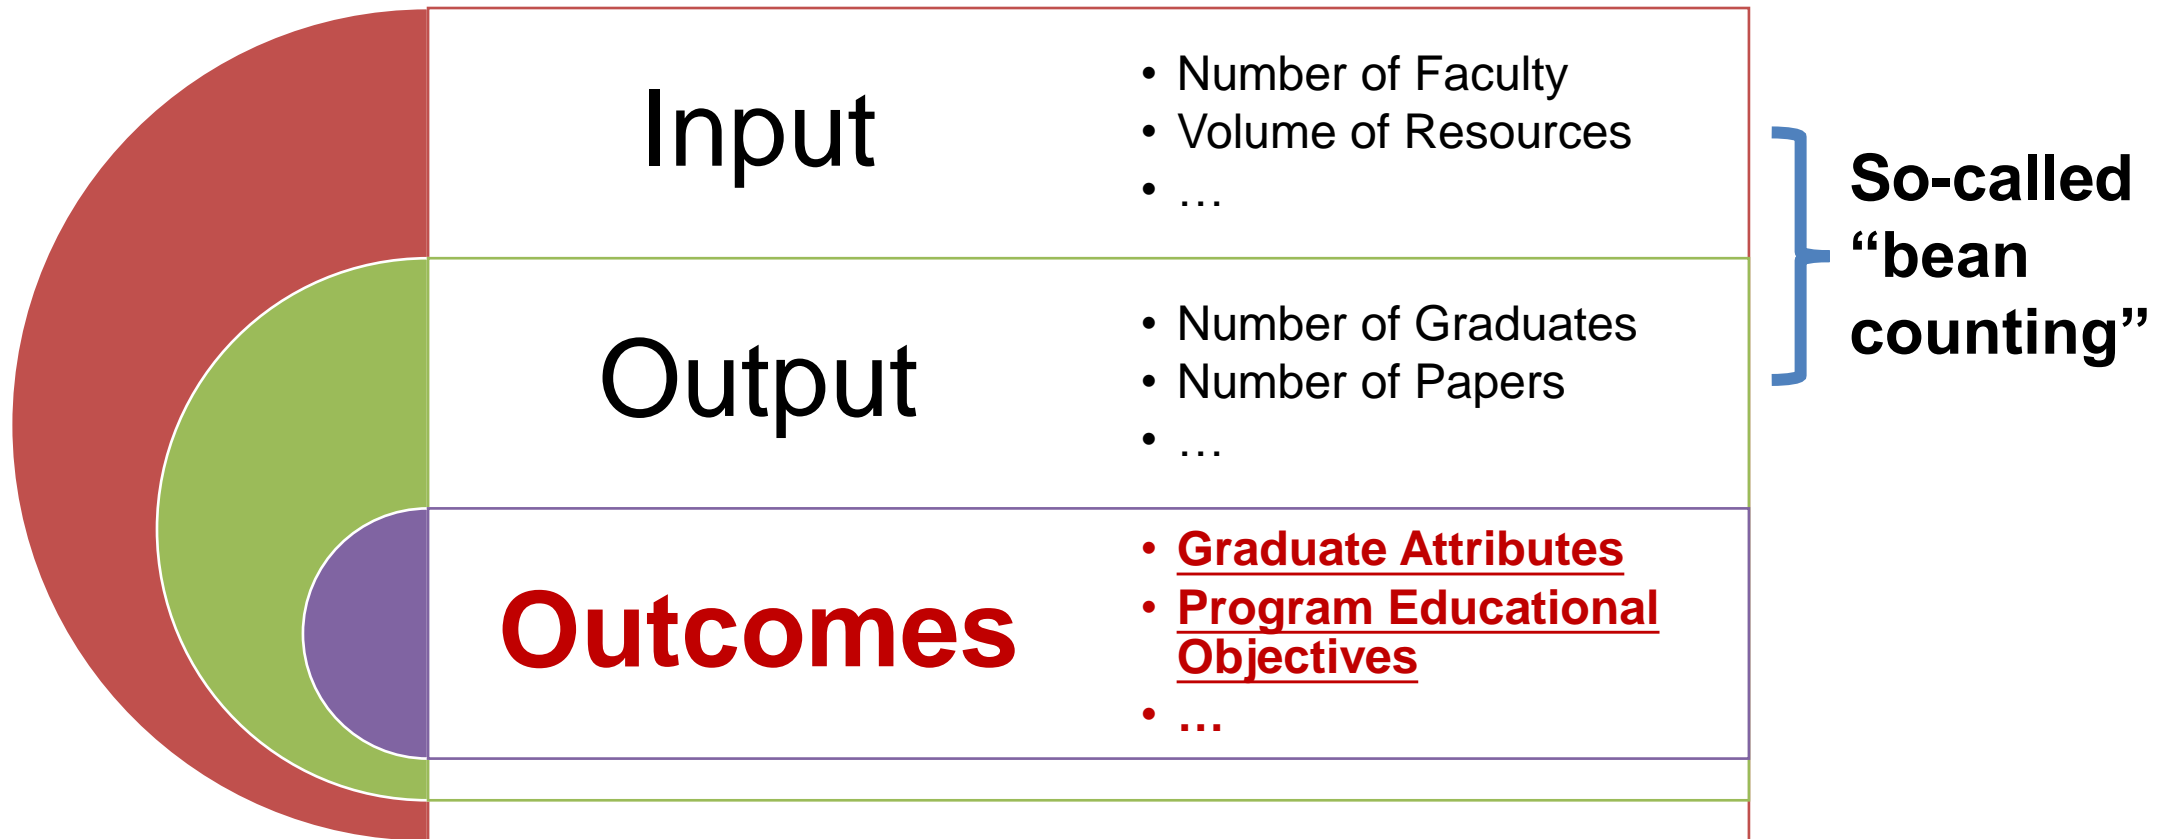 Input
• Number of Faculty
• Volume of Resources
• …
Output
• Number of Graduates
• Number of Papers
• …
Outcomes
• Graduate Attributes
• Program Educational
Objectives
• …
So-called
“bean
counting”